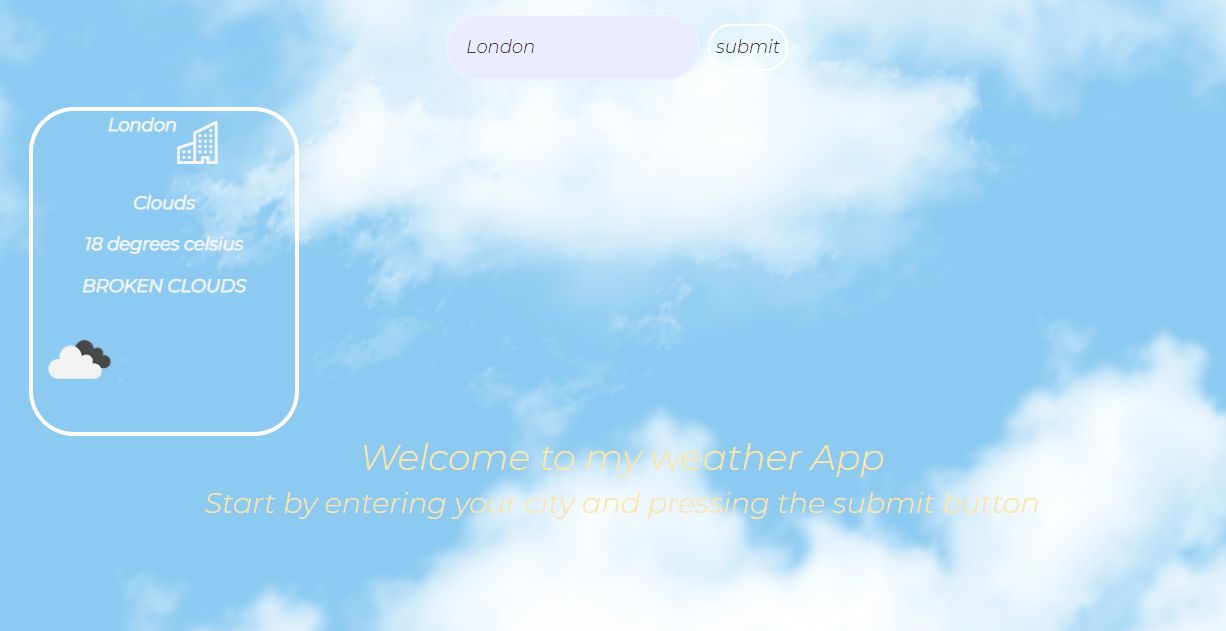 London submit
London
Clouds
18 degrees celsius
BROKEN CLOUDS
Welcome to my weather App
Start by entering your city and pressing the submit button